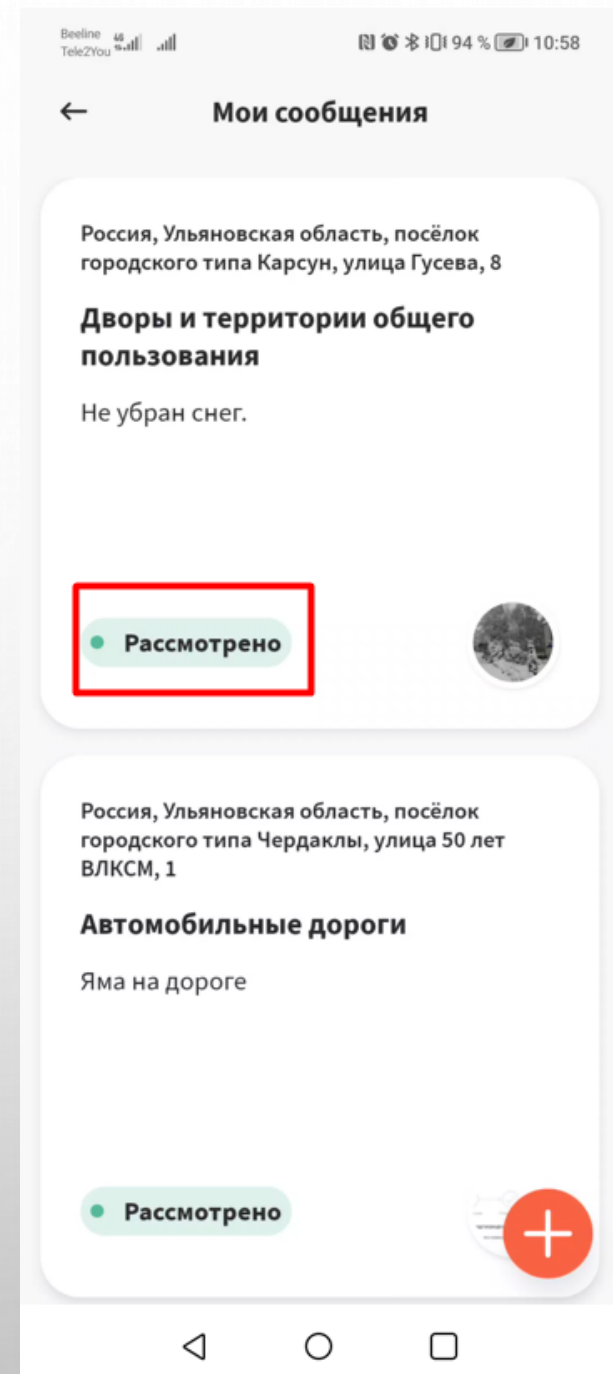 Beeline 4G
Tele2You
94 % 10:58
Мои сообщения
Россия, Ульяновская область, посёлок
городского типа Карсун, улица Гусева, 8
Дворы и территории общего
пользования
Не убран снег.
Рассмотрено
Россия, Ульяновская область, посёлок
городского типа Чердаклы, улица 50 лет
ВЛКСМ, 1
Автомобильные дороги
Яма на дороге
Рассмотрено